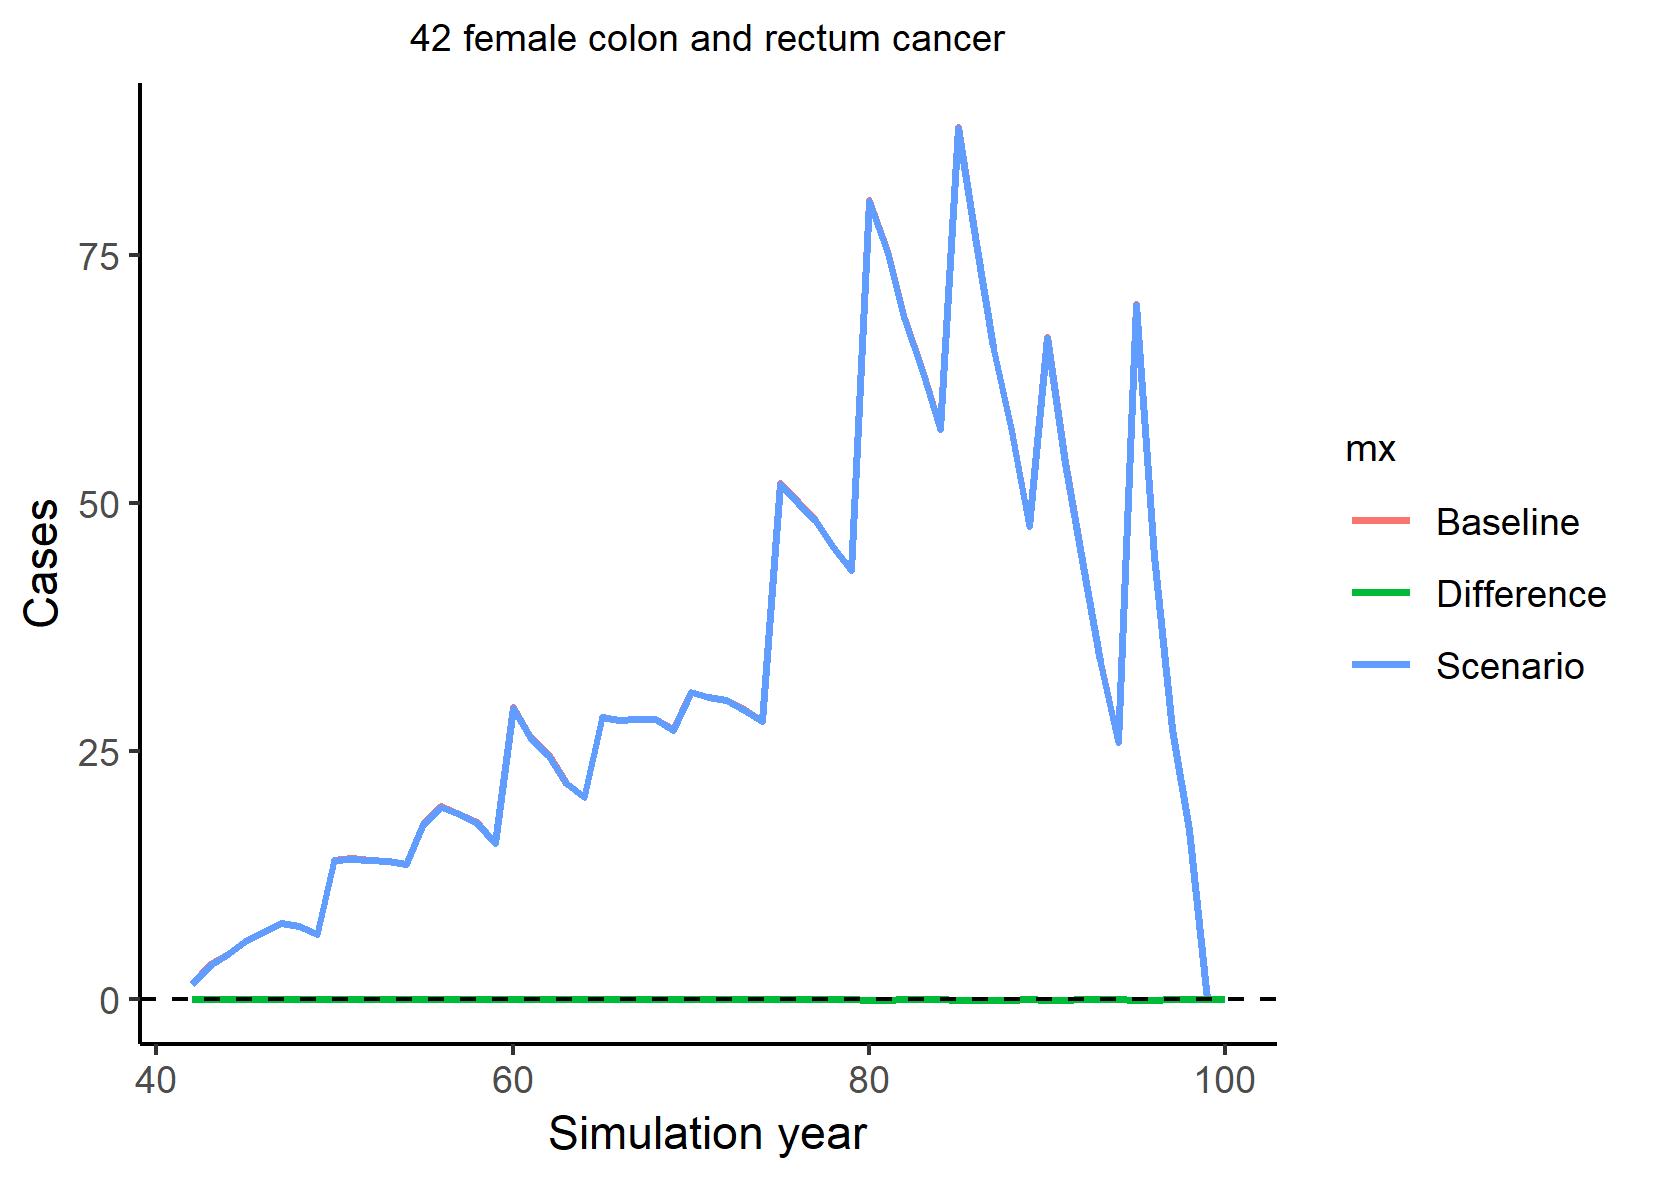 42 female colon and rectum cancer
Cases
75
50
25
0
40
60
80
100
Simulation year
mx
Baseline
Difference
Scenario